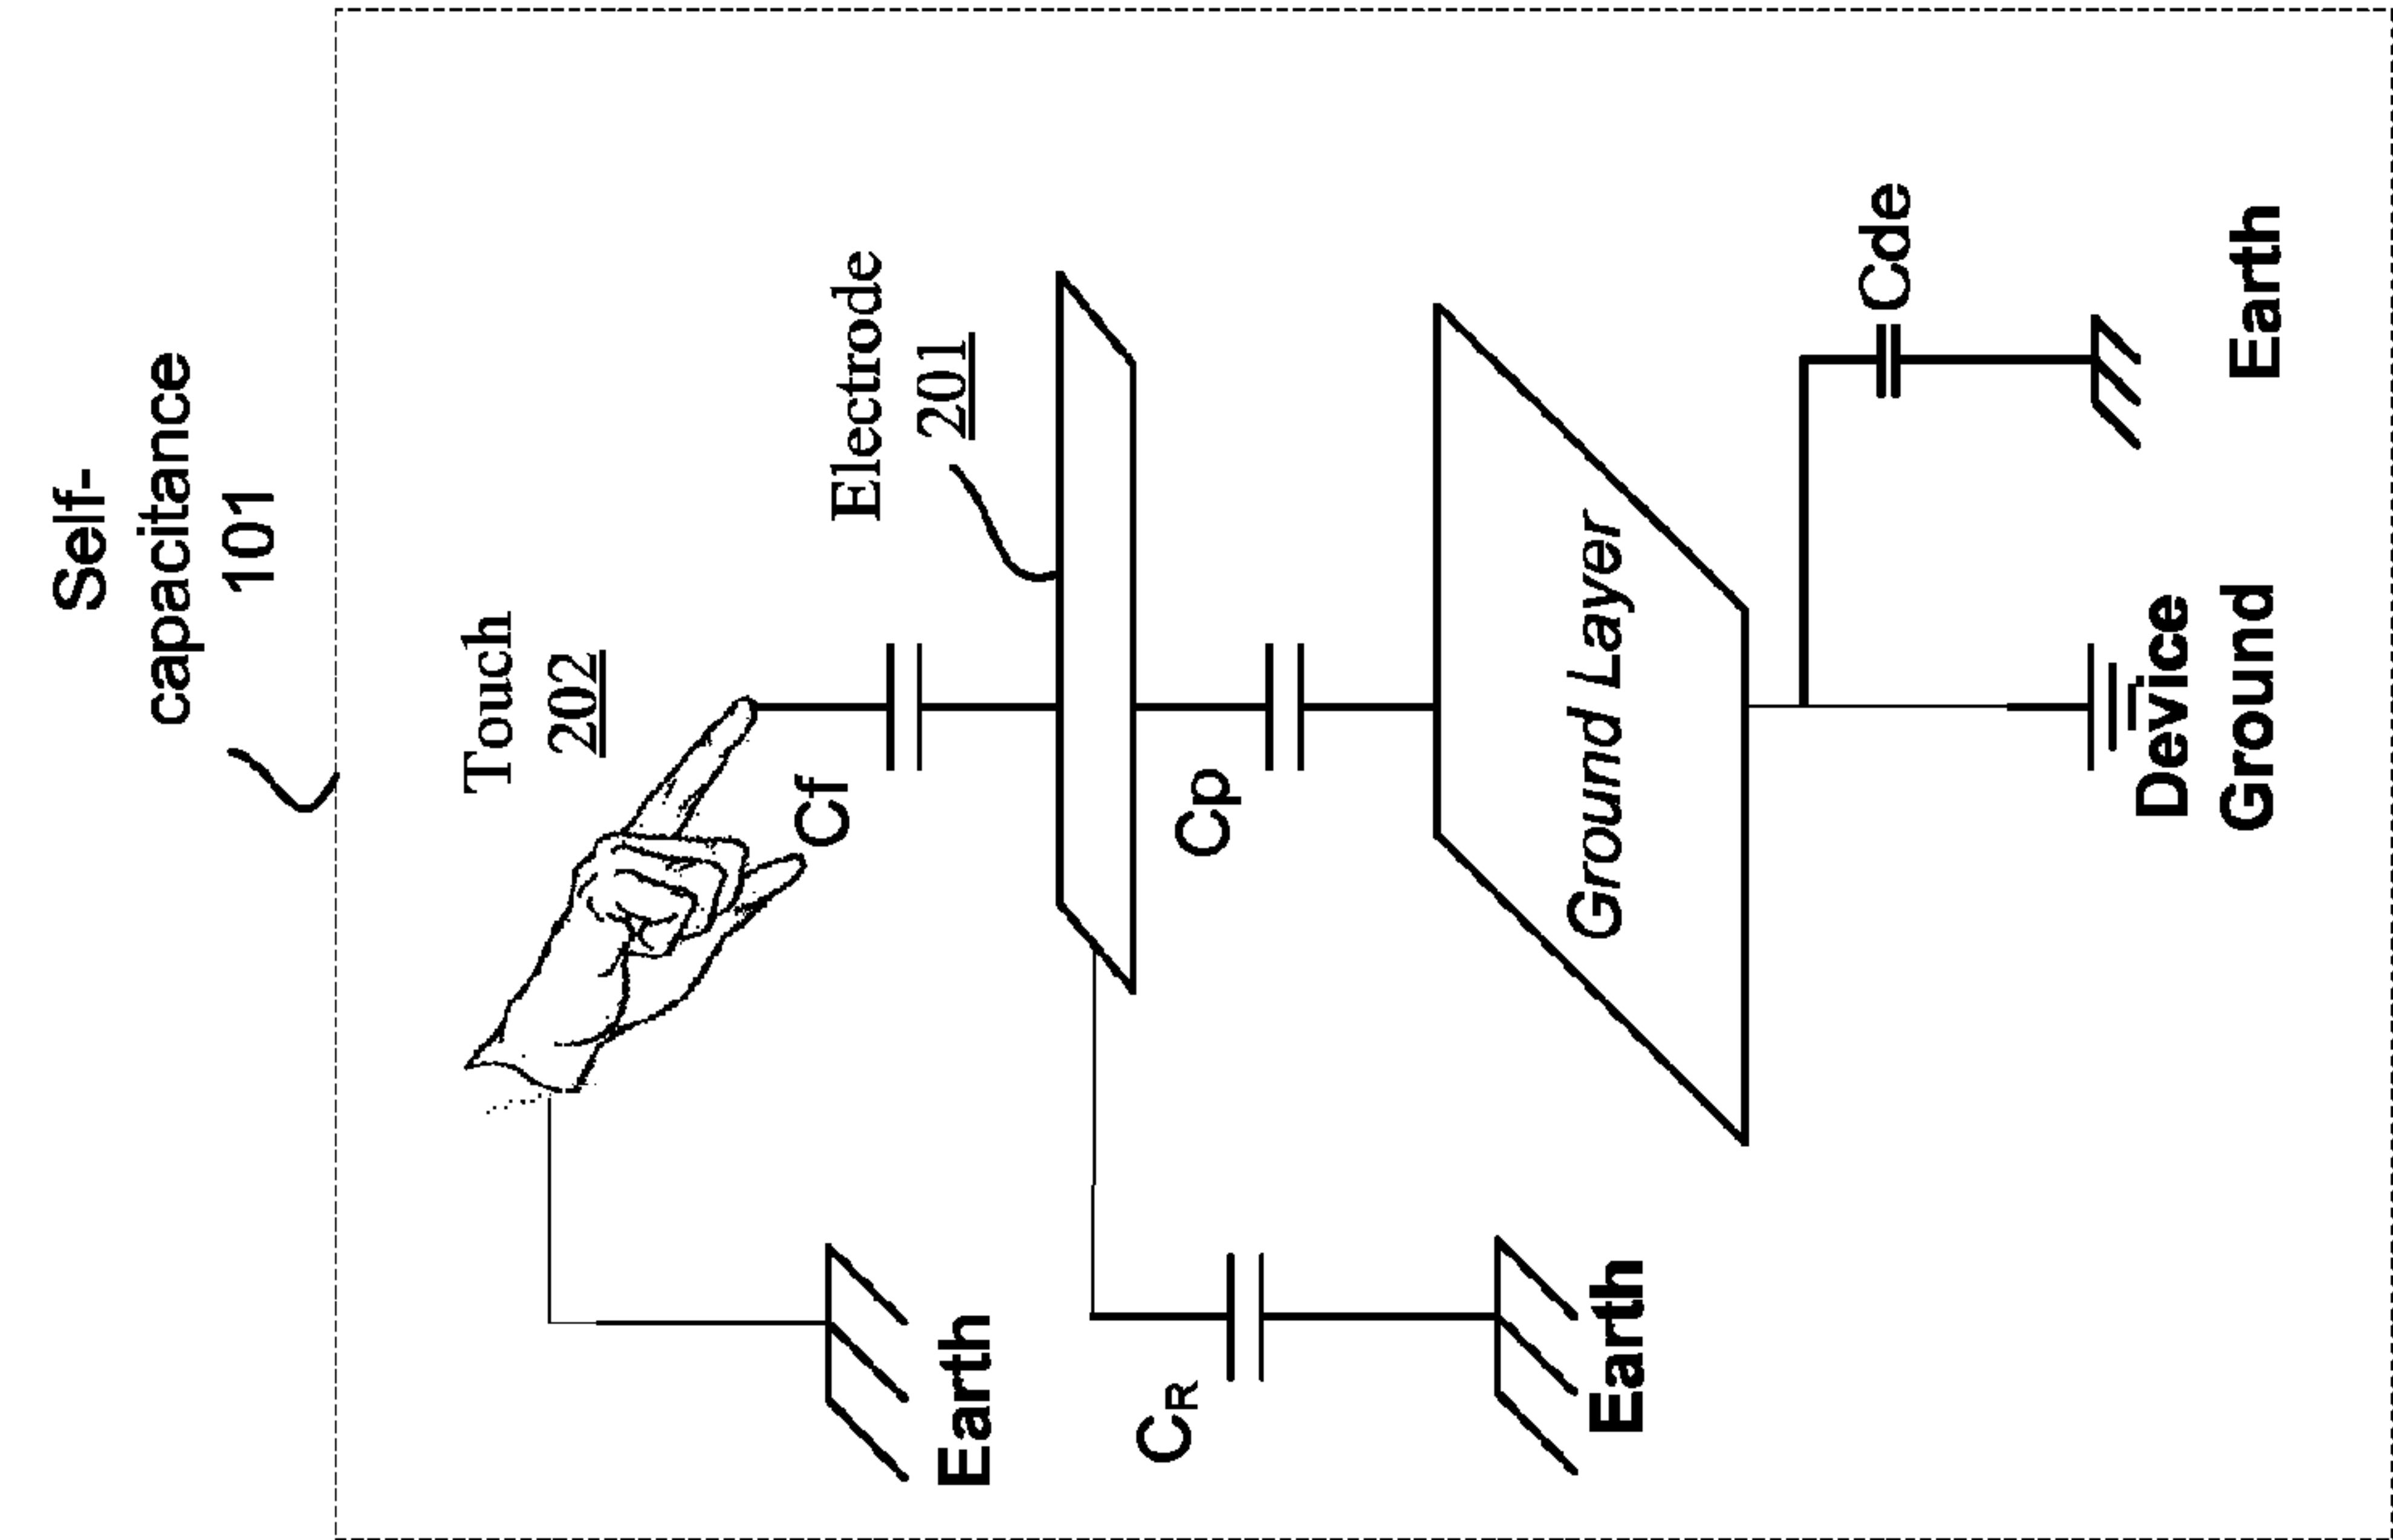 Self-
capacitance
101
Touch
202
Cf
Electrode
201
Earth
Cp
CR
Ground Layer
Earth
Cde
Device
Ground
Earth